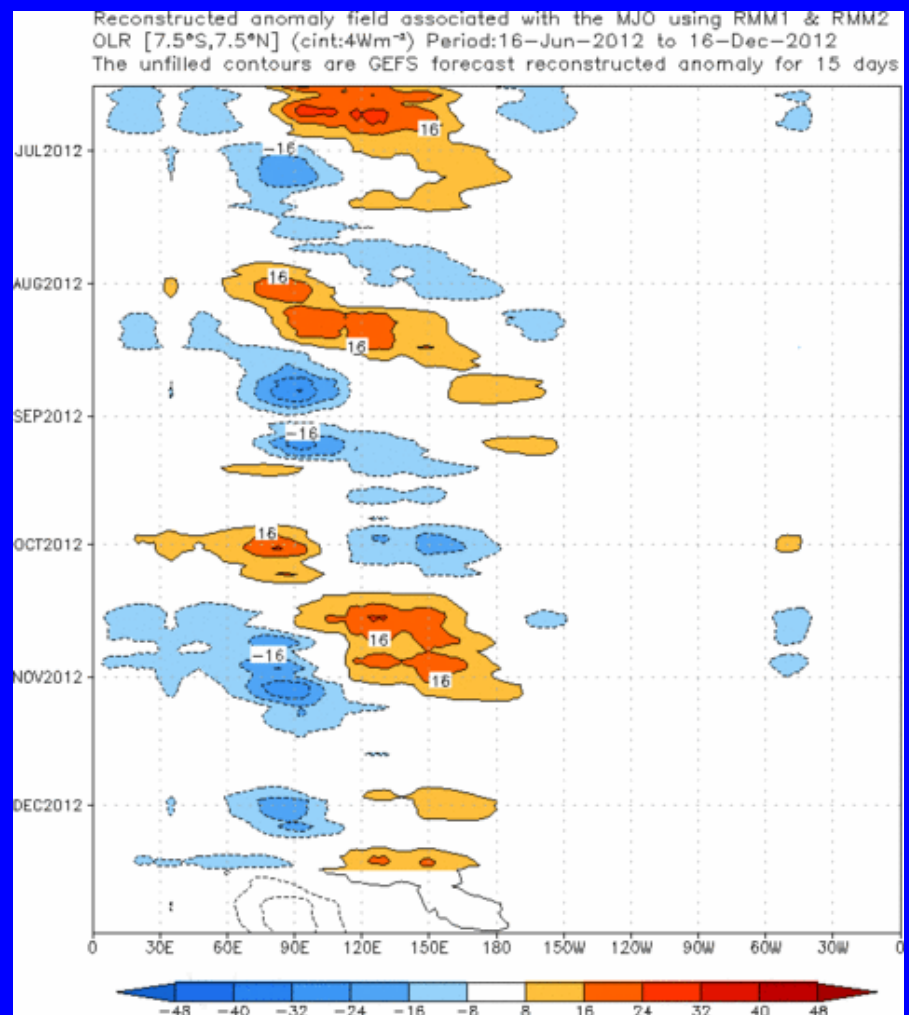 Reconstructed anomaly field associated with the MJO using RMM1 & RMM2
OLR [7.5°S,7.5°N] (cint:4Wm⁻²) Period:16-Jun-2012 to 16-Dec-2012
The unfilled contours are GEFS forecast reconstructed anomaly for 15 days
16
JUL2012
-16
AUG2012
16
16
SEP2012
-16
OCT2012
16
16
-16
NOV2012
16
DEC2012
0 30E 60E 90E 120E 150E 180 150W 120W 90W 60W 30W 0
-48 -40 -32 -24 -16 -8 8 16 24 32 40 48